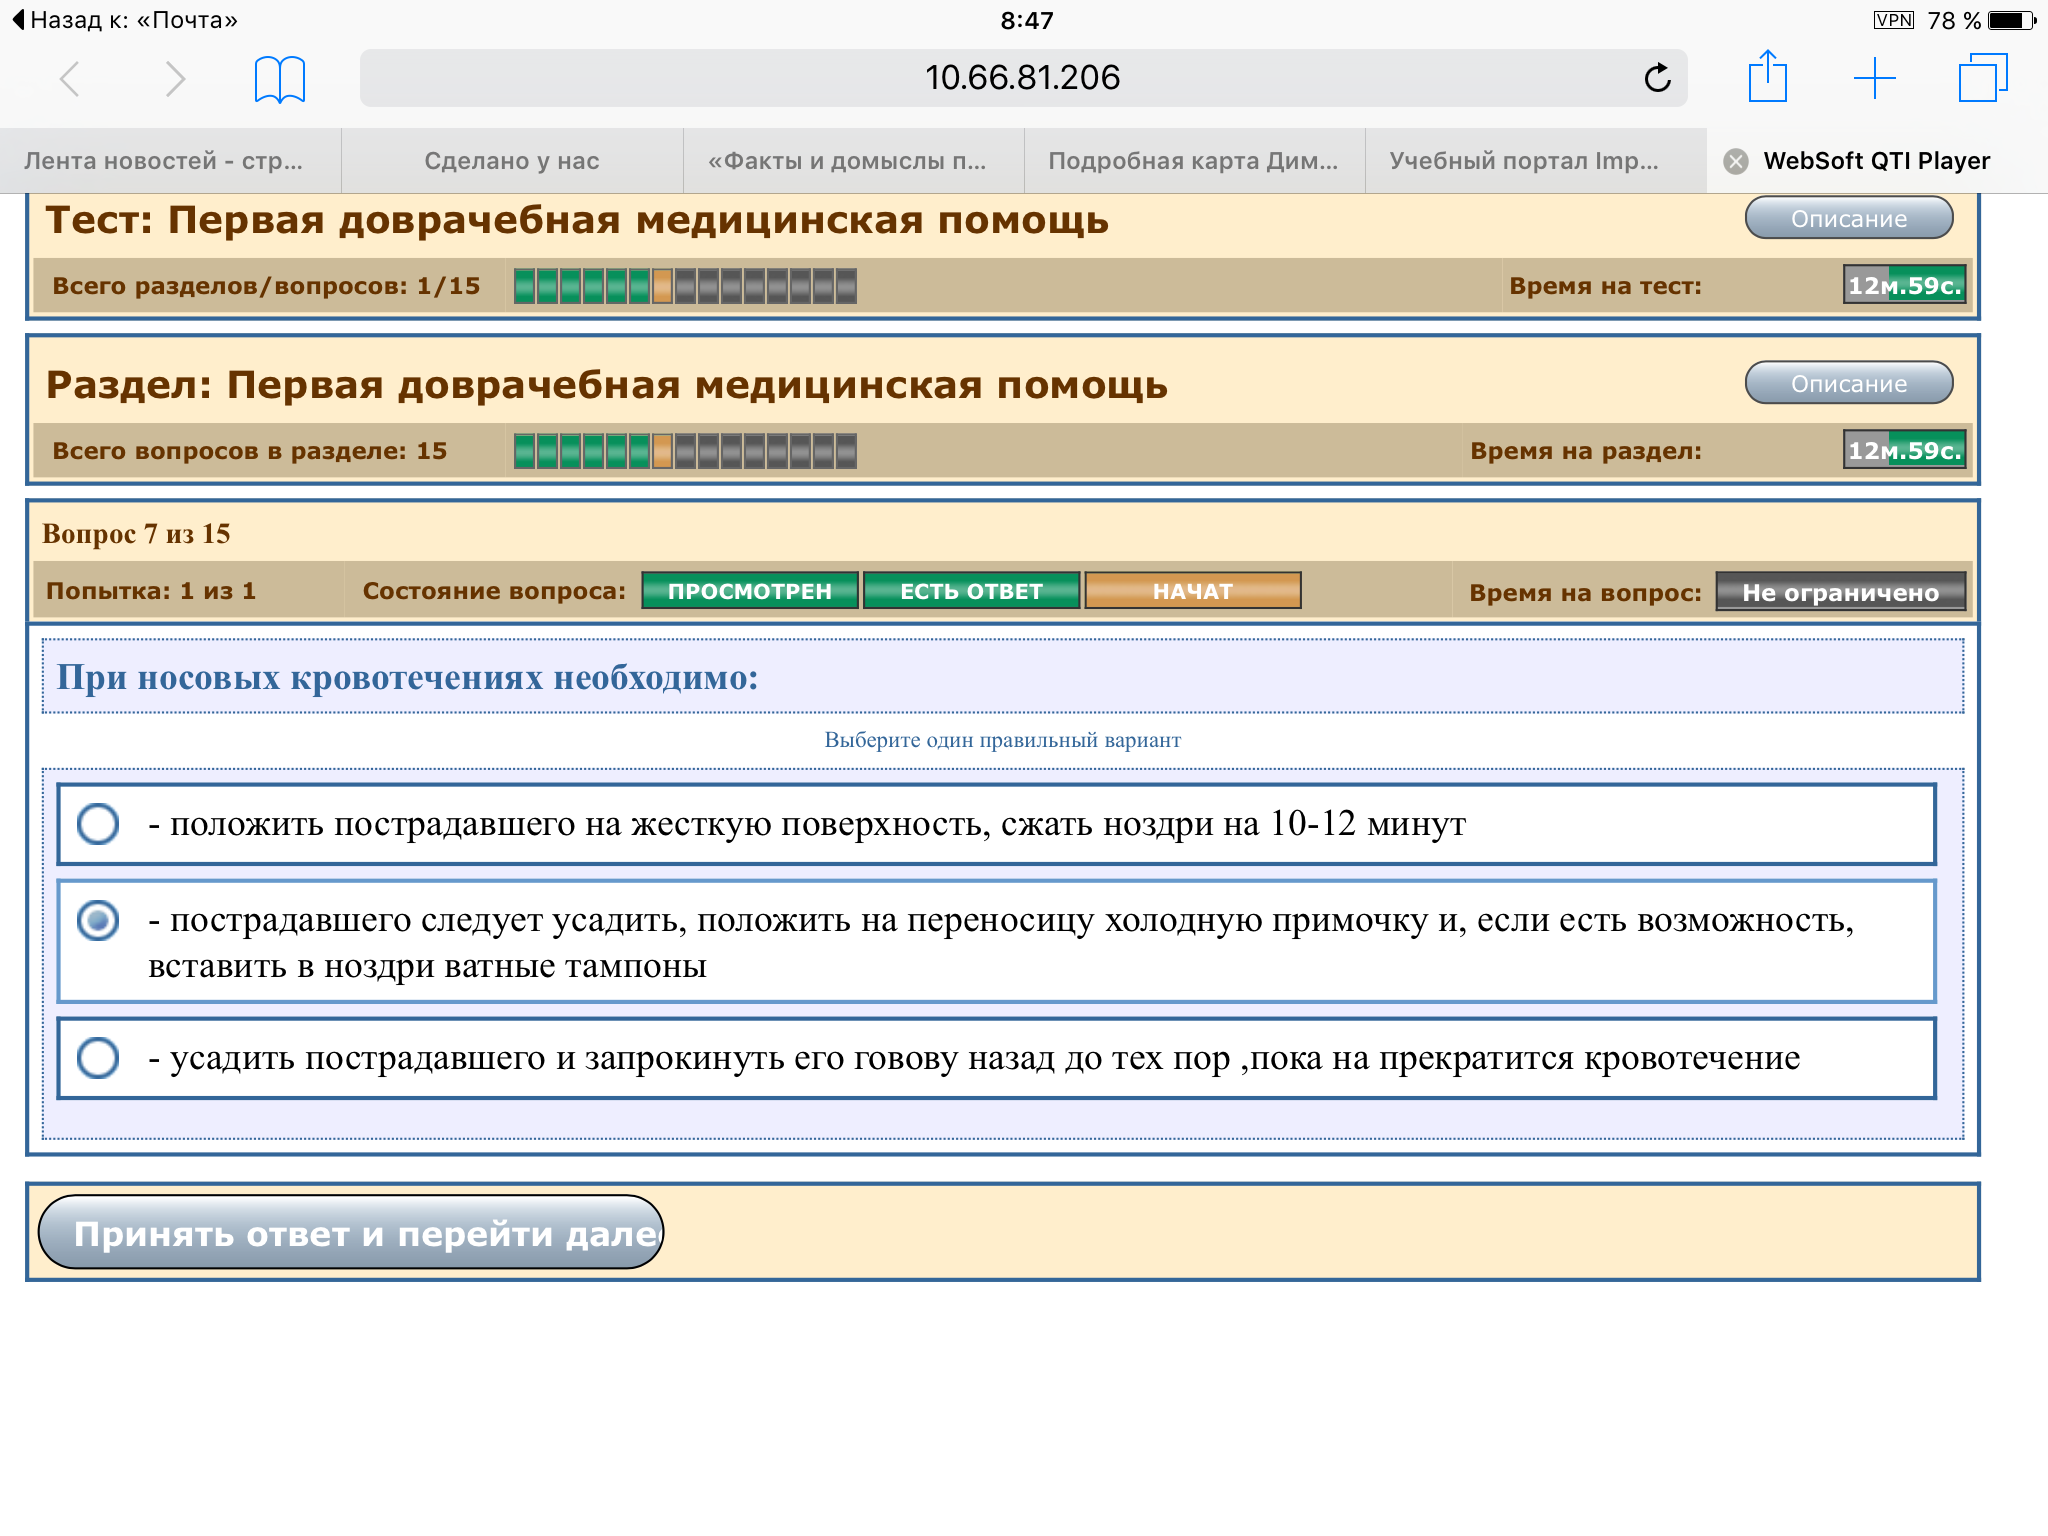 Назад к: «Почта»
8:47
VPN 78 %
10.66.81.206
Лента новостей - стр...
Сделано у нас
«Факты и домыслы п...
Подробная карта Дим...
Учебный портал Imp...
WebSoft QTI Player
Тест: Первая доврачебная медицинская помощь
Описание
Всего разделов/вопросов: 1/15
Время на тест:
12м.59с.
Раздел: Первая доврачебная медицинская помощь
Описание
Всего вопросов в разделе: 15
Время на раздел:
12м.59с.
Вопрос 7 из 15
Попытка: 1 из 1
Состояние вопроса:
ПРОСМОТРЕН
ЕСТЬ ОТВЕТ
НАЧАТ
Время на вопрос:
Не ограничено
При носовых кровотечениях необходимо:
Выберите один правильный вариант
- положить пострадавшего на жесткую поверхность, сжать ноздри на 10-12 минут
- пострадавшего следует усадить, положить на переносицу холодную примочку и, если есть возможность,
вставить в ноздри ватные тампоны
- усадить пострадавшего и запрокинуть его говову назад до тех пор ,пока на прекратится кровотечение
Принять ответ и перейти дале